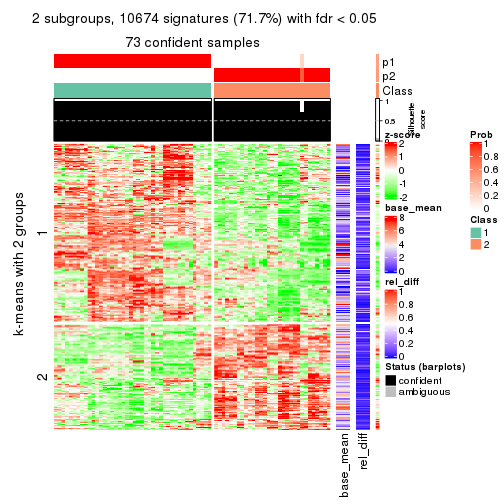 2 subgroups, 10674 signatures (71.7%) with fdr < 0.05
73 confident samples
p1
p2
Class
1
0.5
0
Silhouette
score
k-means with 2 groups
1
2
z-score
2
1
0
-1
-2
base_mean
8
6
4
2
0
rel_diff
1
0.8
0.6
0.4
0.2
0
Status (barplots)
confident
ambiguous
Prob
1
0.8
0.6
0.4
0.2
0
Class
1
2
base_mean
rel_diff